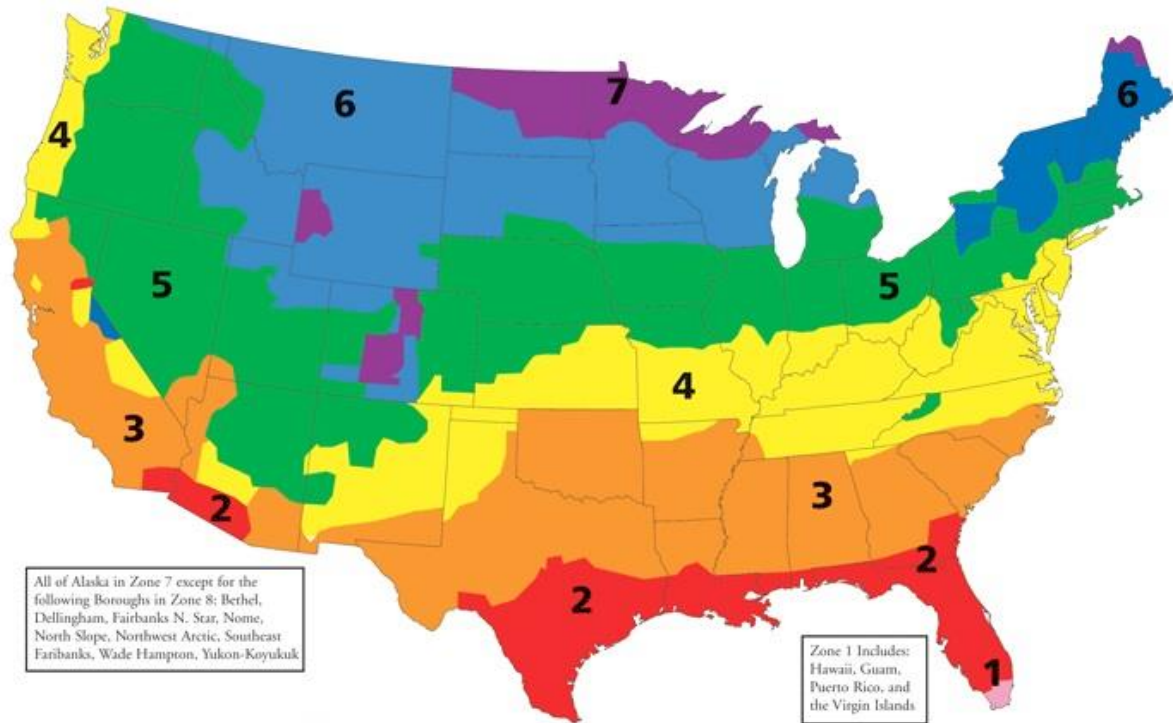 7
6
6
4
5
5
4
3
3
2
2
2
1
All of Alaska in Zone 7 except for the
following Boroughs in Zone 8: Bethel,
Dellingham, Fairbanks N. Star, Nome,
North Slope, Northwest Arctic, Southeast
Faribanks, Wade Hampton, Yukon-Koyukuk
Zone 1 Includes:
Hawaii, Guam,
Puerto Rico, and
the Virgin Islands